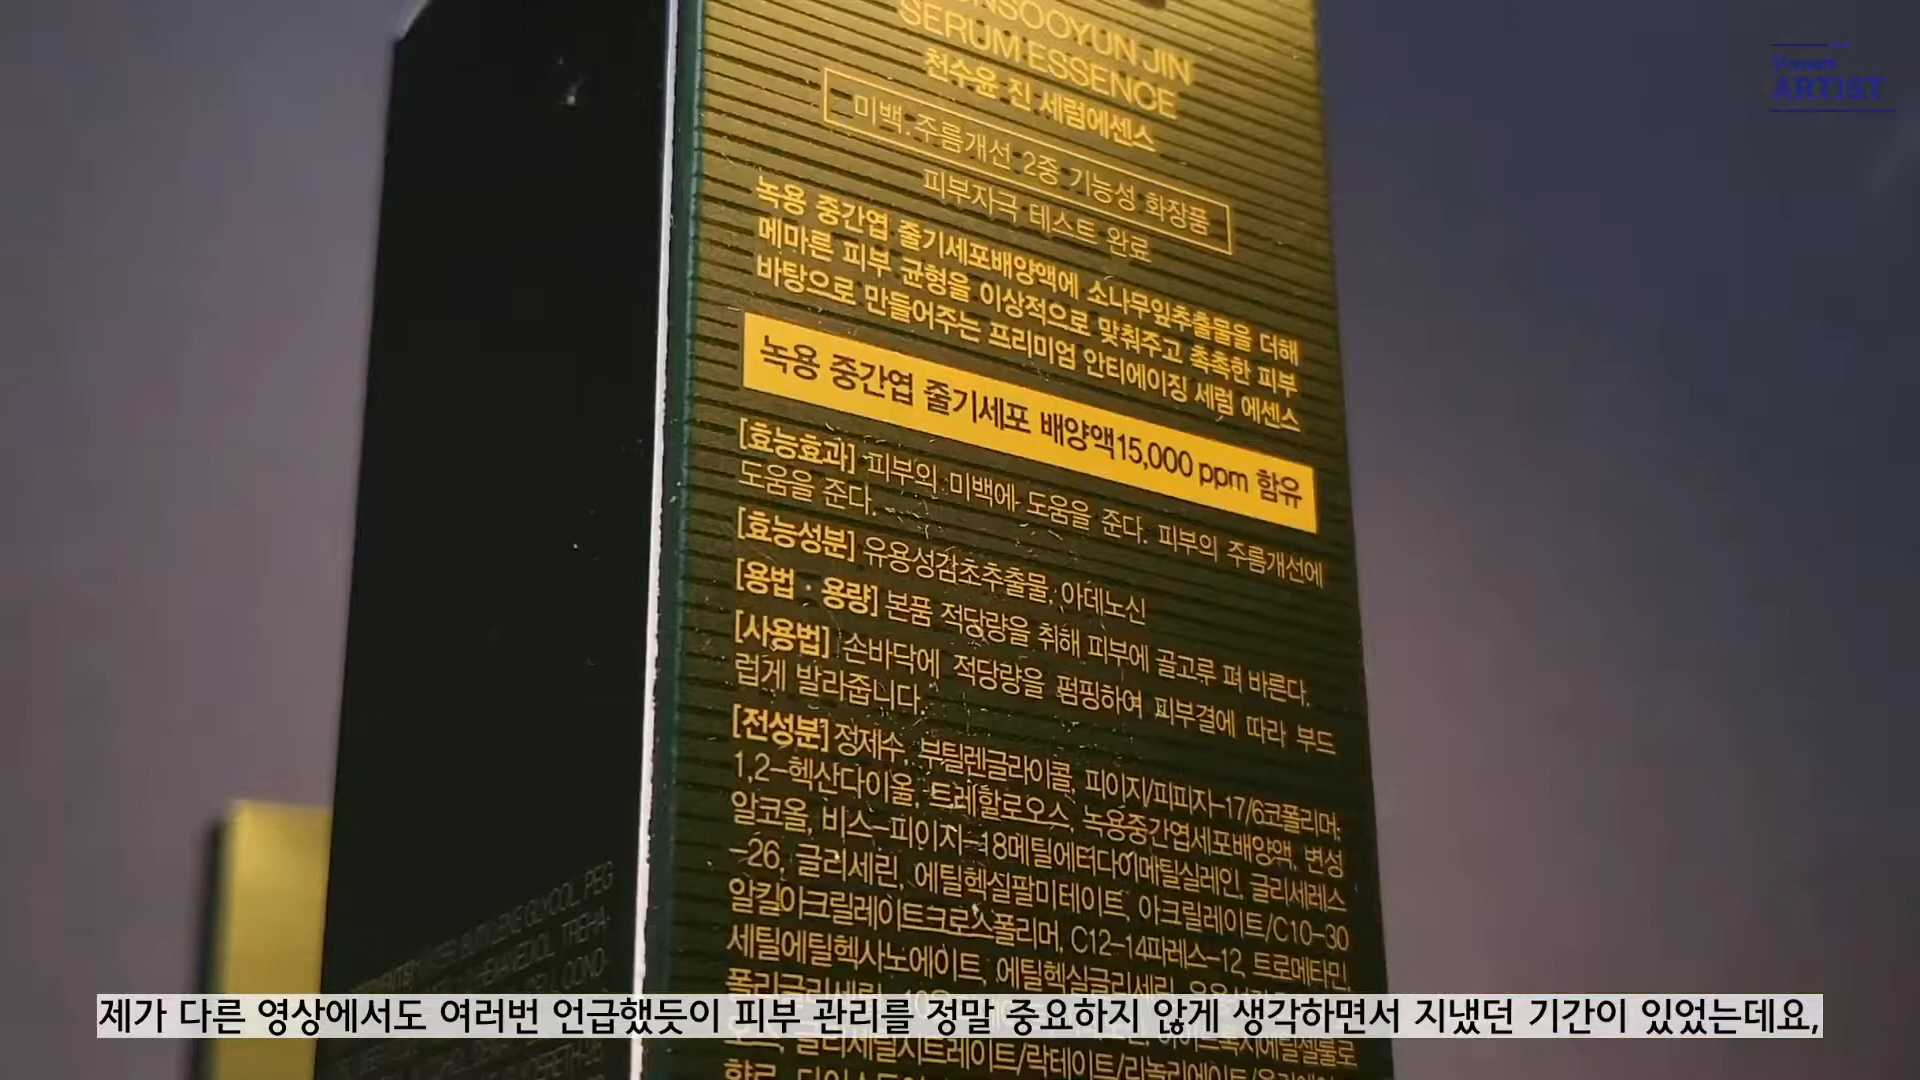 SERUM ESSENCE
천수윤 진 세럼에센스
미백·주름개선 2중 기능성 화장품
피부자극 테스트 완료
녹용 중간엽 줄기세포배양액에 소나무잎추출물을 더해
메마른 피부 균형을 이상적으로 맞춰주고 촉촉한 피부
바탕으로 만들어주는 프리미엄 안티에이징 세럼 에센스
녹용 중간엽 줄기세포 배양액15,000 ppm 함유
[효능효과] 피부의 미백에 도움을 준다. 피부의 주름개선에
도움을 준다.
[효능성분] 유용성감초추출물, 아데노신
[용법·용량] 본품 적당량을 취해 피부에 골고루 펴 바른다.
[사용법] 손바닥에 적당량을 펌핑하여 피부결에 따라 부드
럽게 발라줍니다.
[전성분] 정제수, 부틸렌글라이콜, 피이지/피피지-17/6코폴리머,
1,2-헥산다이올, 트레할로오스, 녹용중간엽세포배양액, 변성
알코올, 비스-피이지-18메틸에터다이메틸실레인, 글리세레스
-26, 글리세린, 에틸헥실팔미테이트, 아크릴레이트/C10-30
알킬아크릴레이트크로스폴리머, C12-14파레스-12, 트로메타민,
세틸에틸헥사노에이트, 에틸헥실글리세린,
BUTYLENE GLYCOL, PEG
ARTIST
제가 다른 영상에서도 여러번 언급했듯이 피부 관리를 정말 중요하지 않게 생각하면서 지냈던 기간이 있었는데요,